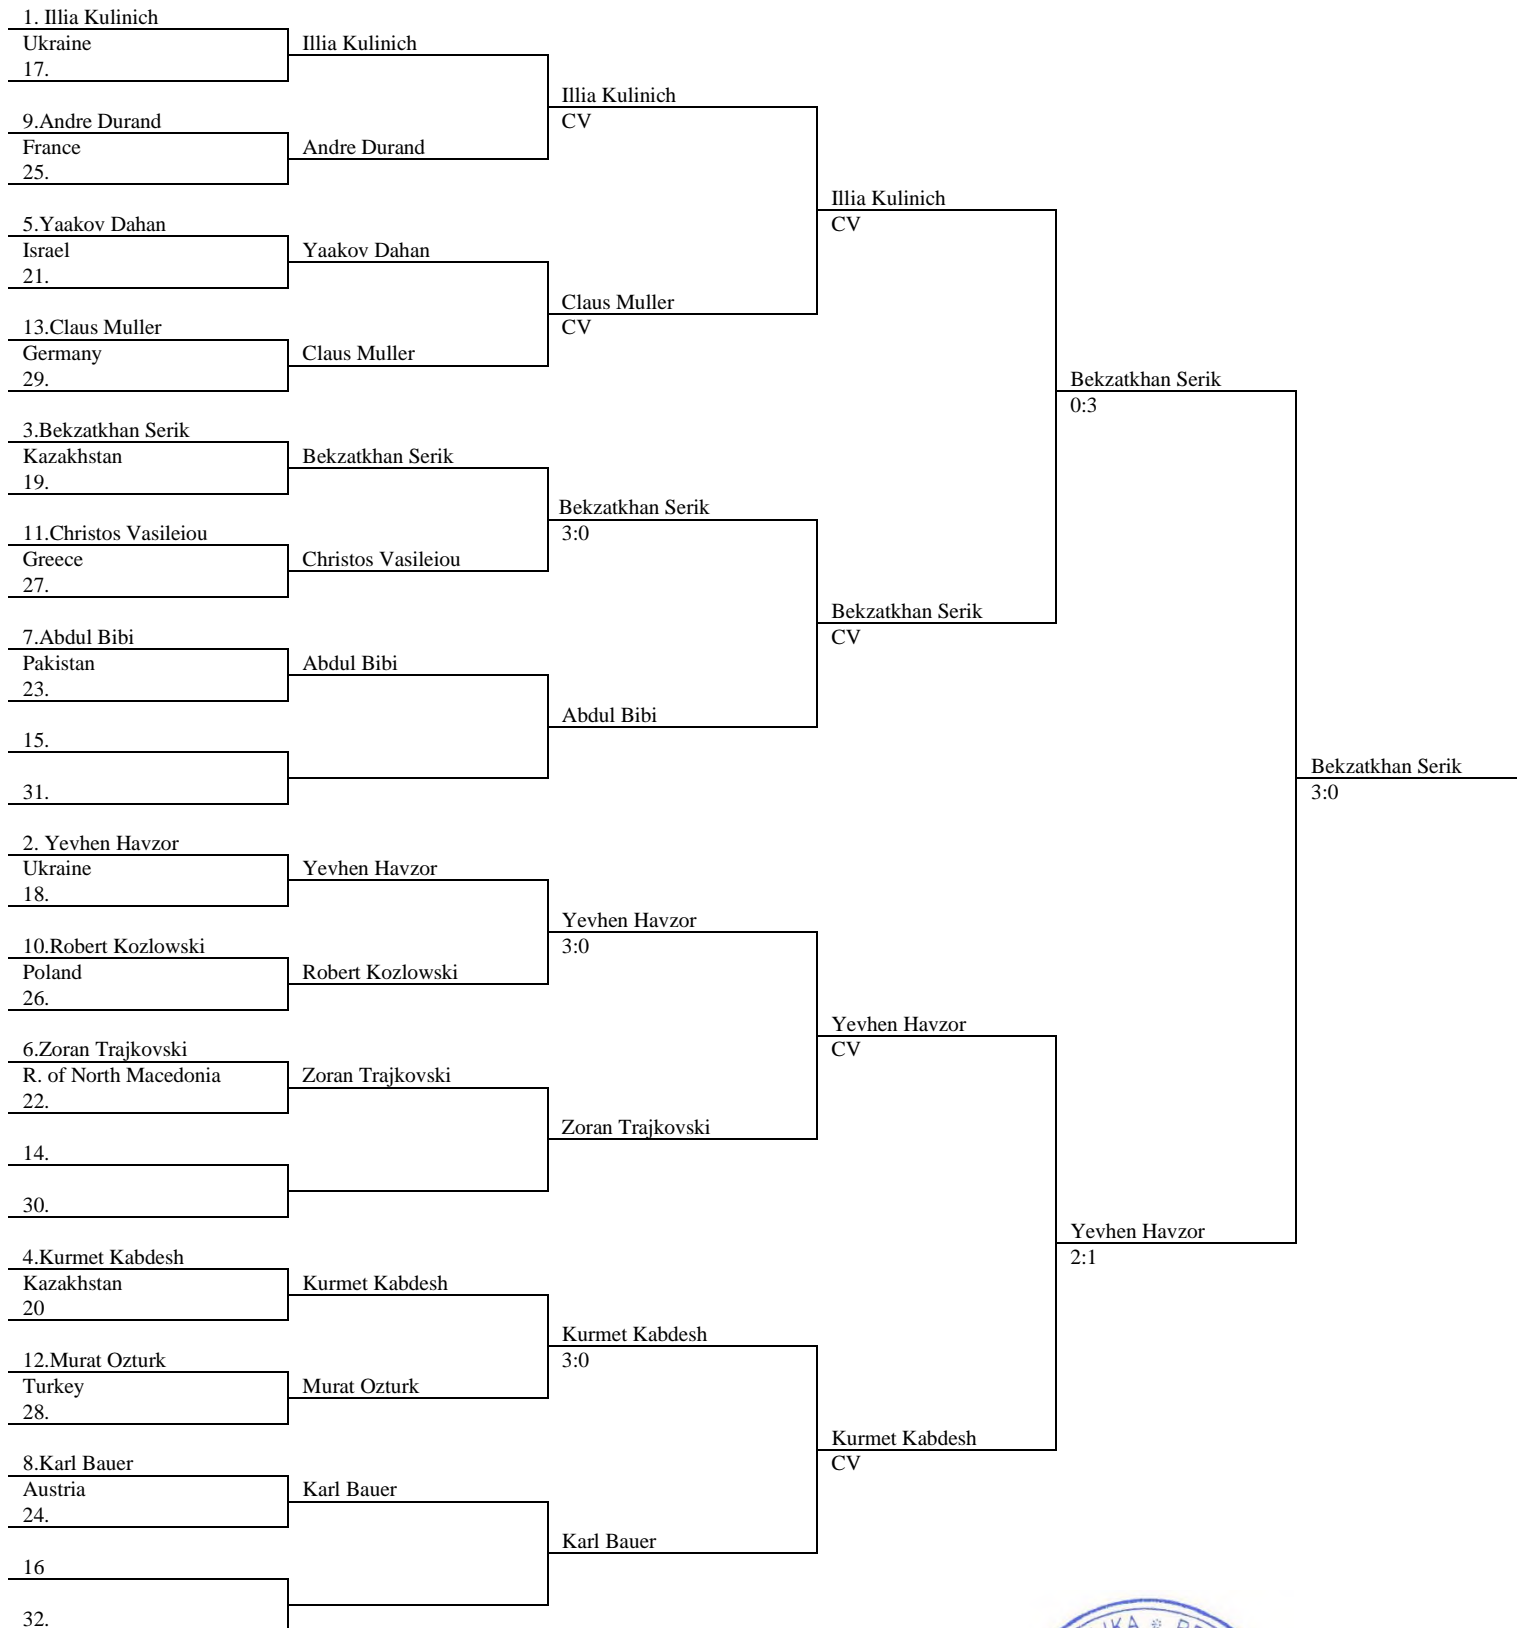 1. Illia Kulinich
Ukraine
17.
9.Andre Durand
France
25.
5.Yaakov Dahan
Israel
21.
13.Claus Muller
Germany
29.
3.Bekzatkhan Serik
Kazakhstan
19.
11.Christos Vasileiou
Greece
27.
7.Abdul Bibi
Pakistan
23.
15.
31.
2. Yevhen Havzor
Ukraine
18.
10.Robert Kozlowski
Poland
26.
6.Zoran Trajkovski
R. of North Macedonia
22.
14.
30.
4.Kurmet Kabdesh
Kazakhstan
20
12.Murat Ozturk
Turkey
28.
8.Karl Bauer
Austria
24.
16
32.
Illia Kulinich
Andre Durand
Yaakov Dahan
Claus Muller
Bekzatkhan Serik
Christos Vasileiou
Abdul Bibi
Yevhen Havzor
Robert Kozlowski
Zoran Trajkovski
Kurmet Kabdesh
Murat Ozturk
Karl Bauer
Illia Kulinich
CV
Claus Muller
CV
Bekzatkhan Serik
3:0
Abdul Bibi
Yevhen Havzor
3:0
Zoran Trajkovski
Kurmet Kabdesh
3:0
Karl Bauer
Illia Kulinich
CV
Bekzatkhan Serik
CV
Yevhen Havzor
CV
Kurmet Kabdesh
CV
Bekzatkhan Serik
0:3
Yevhen Havzor
2:1
Bekzatkhan Serik
3:0